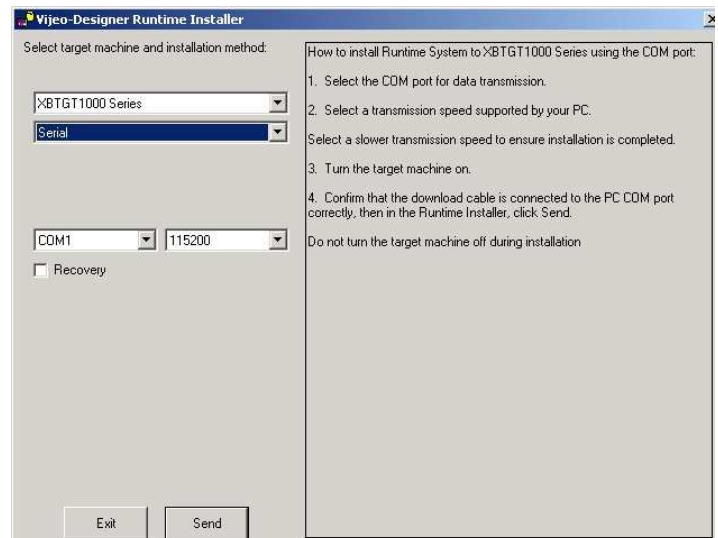 Vijeo-Designer Runtime Installer
Select target machine and installation method:
XBTGT1000 Series
Serial
COM1
115200
Recovery
Exit
Send
How to install Runtime System to XBTGT1000 Series using the COM port:
1. Select the COM port for data transmission.
2. Select a transmission speed supported by your PC.
Select a slower transmission speed to ensure installation is completed.
3. Turn the target machine on.
4. Confirm that the download cable is connected to the PC COM port
correctly, then in the Runtime Installer, click Send.
Do not turn the target machine off during installation